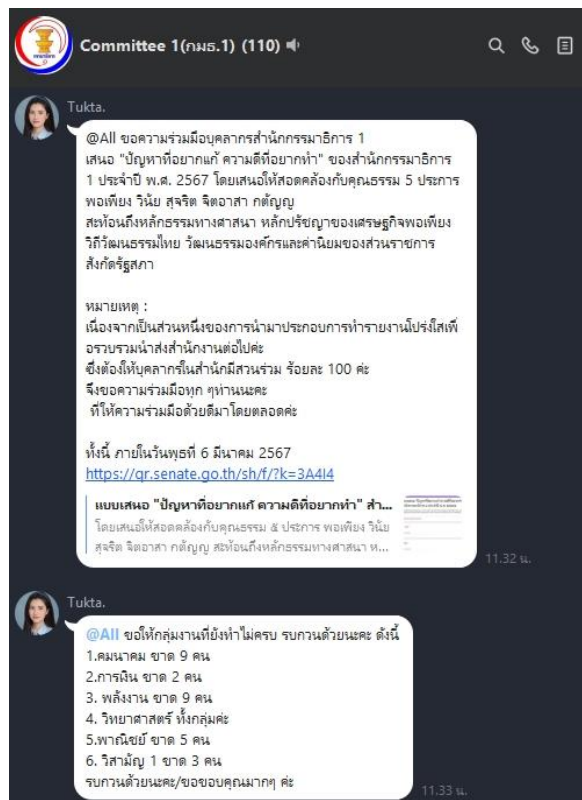 Committee 1(กมธ.1) (110)
Tukta.
@All ขอความร่วมมือบุคลากรสำนักกรรมาธิการ 1
เสนอ "ปัญหาที่อยากแก้ ความดีที่อยากทำ" ของสำนักกรรมาธิการ
1 ประจำปี พ.ศ. 2567 โดยเสนอให้สอดคล้องกับคุณธรรม 5 ประการ
พอเพียง วินัย สุจริต จิตอาสา กตัญญู
สะท้อนถึงหลักธรรมทางศาสนา หลักปรัชญาของเศรษฐกิจพอเพียง
วิถีวัฒนธรรมไทย วัฒนธรรมองค์กรและค่านิยมของส่วนราชการ
สังกัดรัฐสภา
หมายเหตุ :
เนื่องจากเป็นส่วนหนึ่งของการนำมาประกอบการทำรายงานโปร่งใสเพื่
อรวบรวมนำส่งสำนักงานต่อไปค่ะ
ซึ่งต้องให้บุคลากรในสำนักมีส่วนร่วม ร้อยละ 100 ค่ะ
จึงขอความร่วมมือทุก ๆท่านนะคะ
ที่ให้ความร่วมมือด้วยดีมาโดยตลอดค่ะ
ทั้งนี้ ภายในวันพุธที่ 6 มีนาคม 2567
https://qr.senate.go.th/sh/f/?k=3A4I4
แบบเสนอ "ปัญหาที่อยากแก้ ความดีที่อยากทำ" สำ...
โดยเสนอให้สอดคล้องกับคุณธรรม ๕ ประการ พอเพียง วินัย
สุจริต จิตอาสา กตัญญู สะท้อนถึงหลักธรรมทางศาสนา ห...
11.32 น.
Tukta.
@All ขอให้กลุ่มงานที่ยังทำไม่ครบ รบกวนด้วยนะคะ ดังนี้
1.คมนาคม ขาด 9 คน
2.การเงิน ขาด 2 คน
3. พลังงาน ขาด 9 คน
4. วิทยาศาสตร์ ทั้งกลุ่มค่ะ
5.พาณิชย์ ขาด 5 คน
6. วิสามัญ 1 ขาด 3 คน
รบกวนด้วยนะคะ/ขอขอบคุณมากๆ ค่ะ
11.33 น.